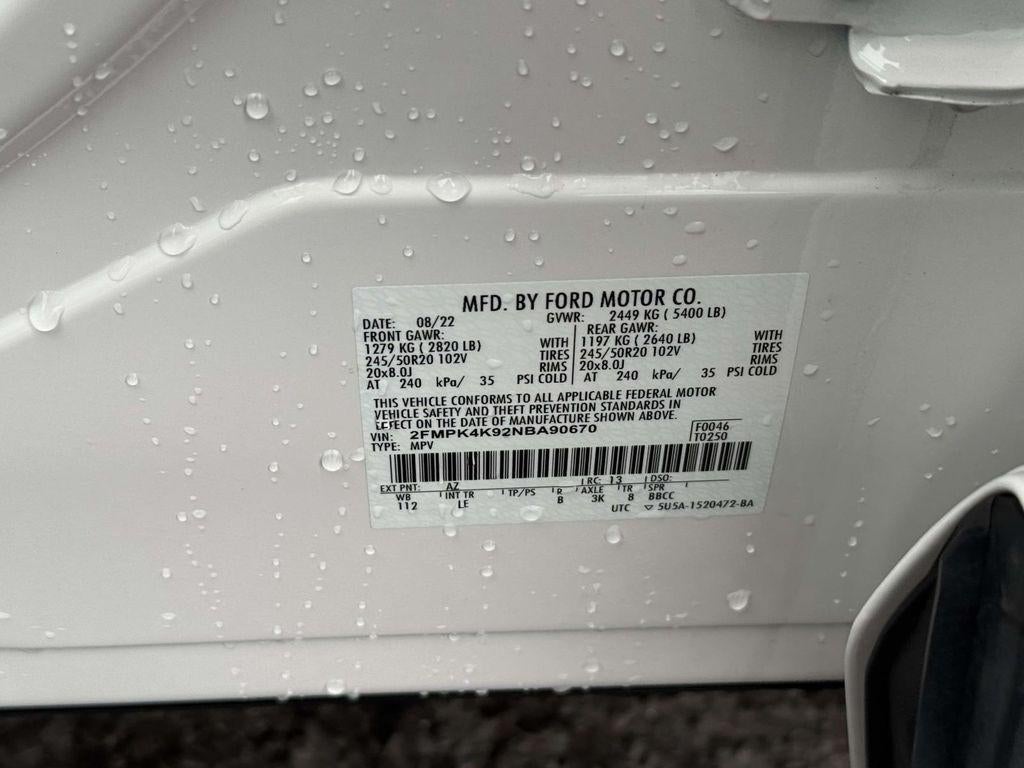 MFD. BY FORD MOTOR CO.
DATE: 08/22 GVWR: 2449 KG ( 5400 LB)
FRONT GAWR: REAR GAWR:
1279 KG ( 2820 LB) WITH 1197 KG ( 2640 LB) WITH
245/50R20 102V TIRES 245/50R20 102V TIRES
20x8.0J RIMS 20x8.0J RIMS
AT 240 kPa/ 35 PSI COLD AT 240 kPa/ 35 PSI COLD
THIS VEHICLE CONFORMS TO ALL APPLICABLE FEDERAL MOTOR
VEHICLE SAFETY AND THEFT PREVENTION STANDARDS IN
EFFECT ON THE DATE OF MANUFACTURE SHOWN ABOVE.
VIN: 2FMPK4K92NBA90670 F0046
TYPE: MPV T0250
EXT PNT: AZ RC: 13 DSO:
WB INT TR TP/PS R AXLE TR SPR
112 LE B 3K 8 BBCC
UTC ▽ 5U5A-1520472-BA